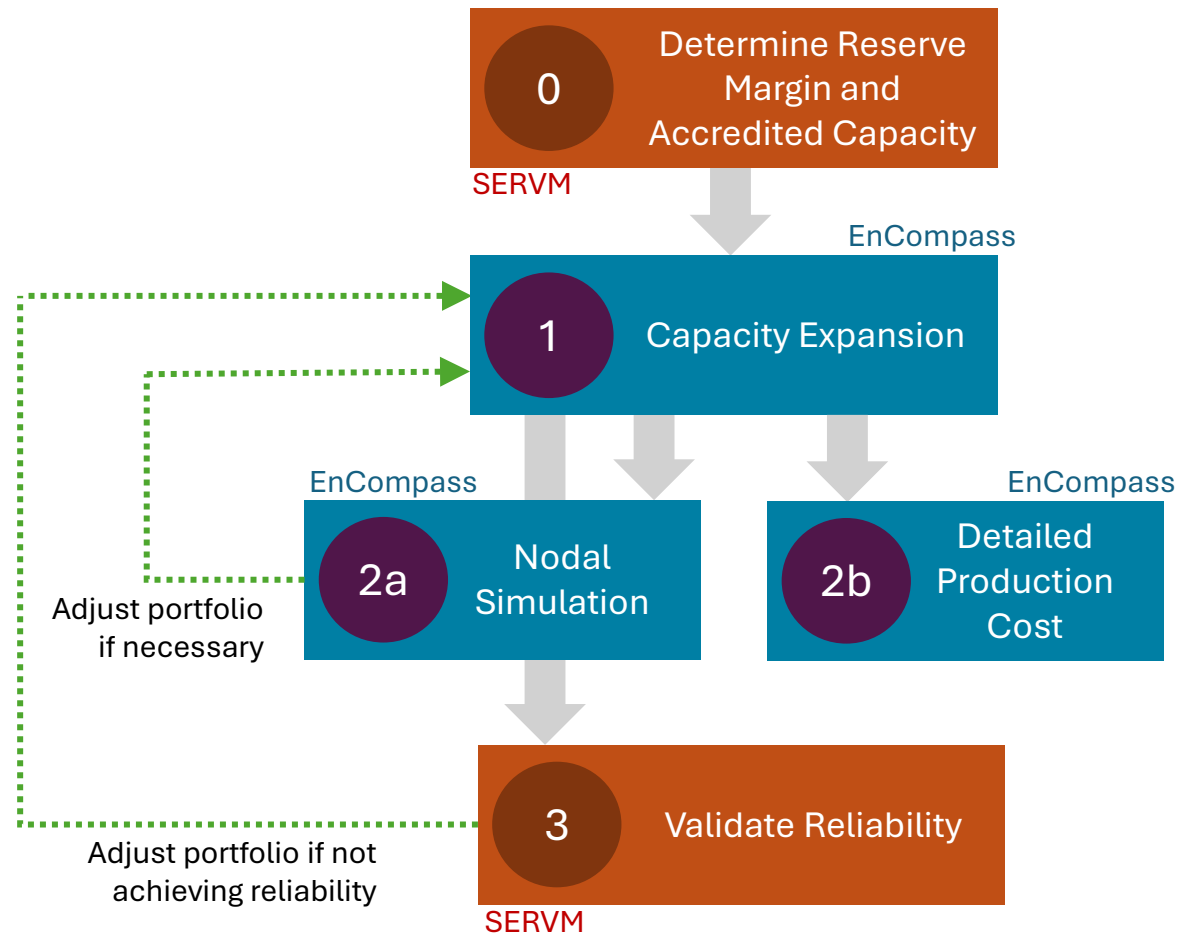 0
Determine Reserve
Margin and
Accredited Capacity
SERVM
EnCompass
1
Capacity Expansion
EnCompass
2a
Nodal
Simulation
EnCompass
2b
Detailed
Production
Cost
Adjust portfolio
if necessary
3
Validate Reliability
Adjust portfolio if not
achieving reliability
SERVM